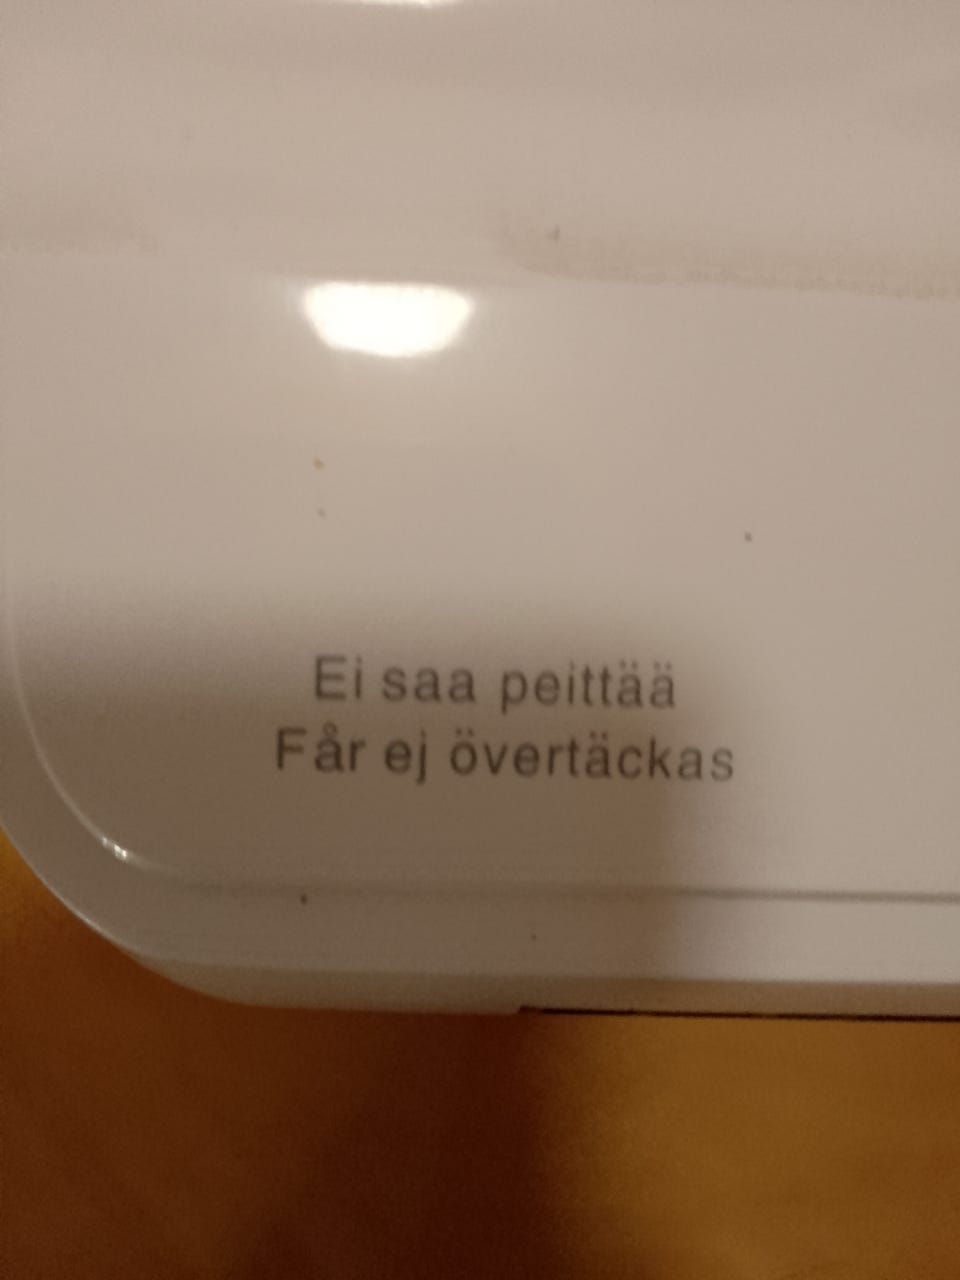 Ei saa peittää
Får ej övertäckas